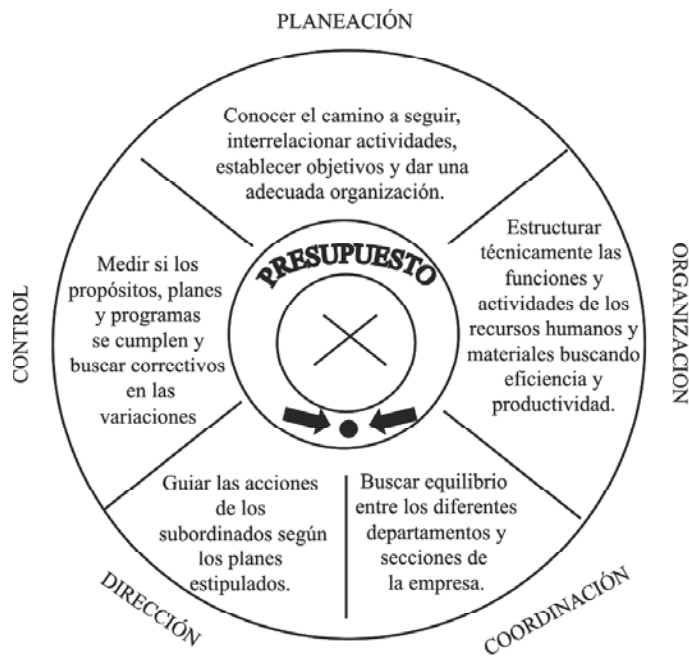 PLANEACIÓN
Conocer el camino a seguir,
interrelacionar actividades,
establecer objetivos y dar una
adecuada organización.
PRESUPUESTO
Estructurar
técnicamente las
funciones y
actividades de los
recursos humanos y
materiales buscando
eficiencia y
productividad.
ORGANIZACIÓN
Buscar equilibrio
entre los diferentes
departamentos y
secciones de
la empresa.
COORDINACIÓN
Guiar las acciones
de los
subordinados según
los planes
estipulados.
DIRECCIÓN
Medir si los
propósitos, planes
y programas
se cumplen y
buscar correctivos
en las
variaciones
CONTROL